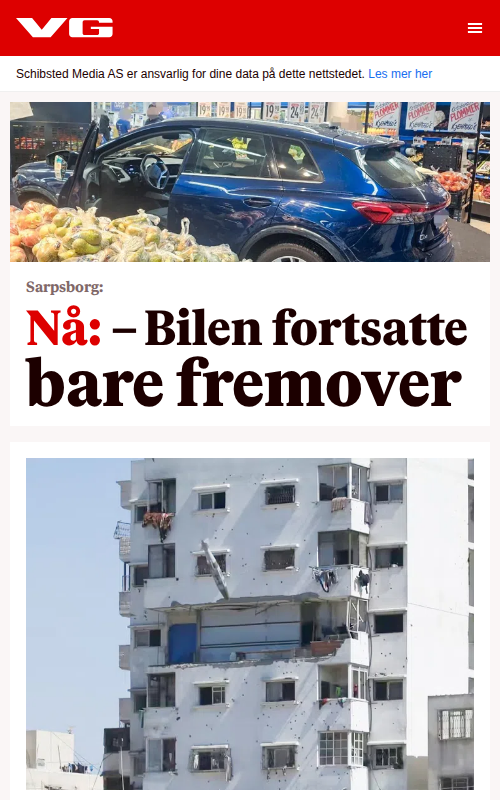 VG
Schibsted Media AS er ansvarlig for dine data på dette nettstedet. Les mer her
Sarpsborg:
Nå: – Bilen fortsatte
bare fremover